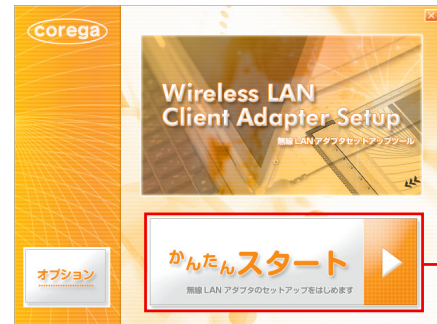 corega
Wireless LAN
Client Adapter Setup
無線LANアダプタセットアップツール
オプション
かんたんスタート
無線LANアダプタのセットアップをはじめます